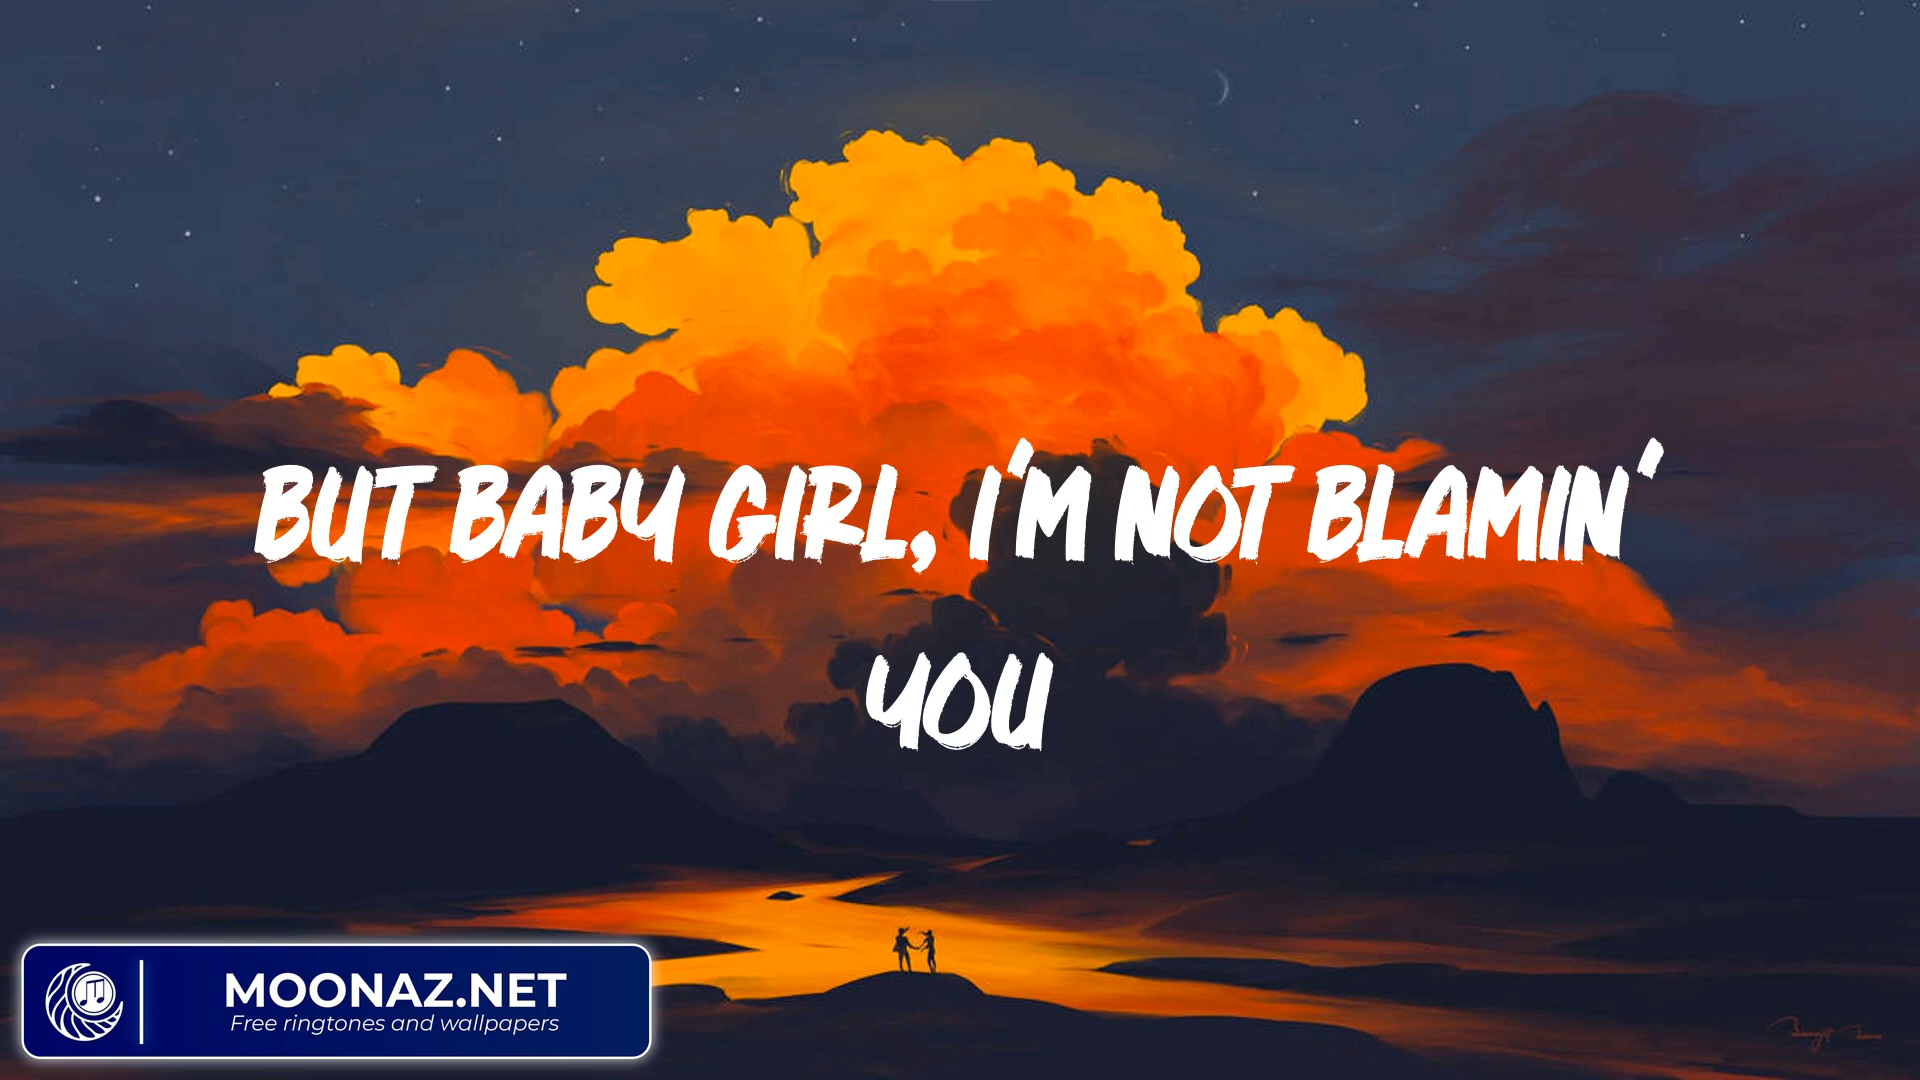 BUT BABY GIRL, I'M NOT BLAMIN'
YOU
MOONAZ.NET
Free ringtones and wallpapers